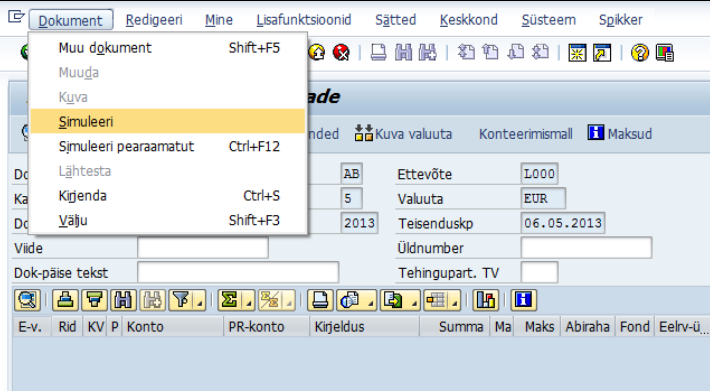 Dokument Redigeeri Mine Lisafunktsioonid Sätted Keskkond Süsteem Spikker
Muu dokument Shift+F5
Muuda
Kuva
Simuleeri
Simuleeri pearaamatut Ctrl+F12
Lähtesta
Kirjenda Ctrl+S
Välju Shift+F3
ade
nded Kuva valuuta Konteerimismall Maksud
Do AB Ettevõte L000
Ka 5 Valuuta EUR
Do 2013 Teisenduskp 06.05.2013
Viide Üldnumber
Dok-päise tekst Tehingupart. TV
E-v. Rid KV P Konto PR-konto Kirjeldus Summa Ma Maks Abiraha Fond Eelrv-ü...